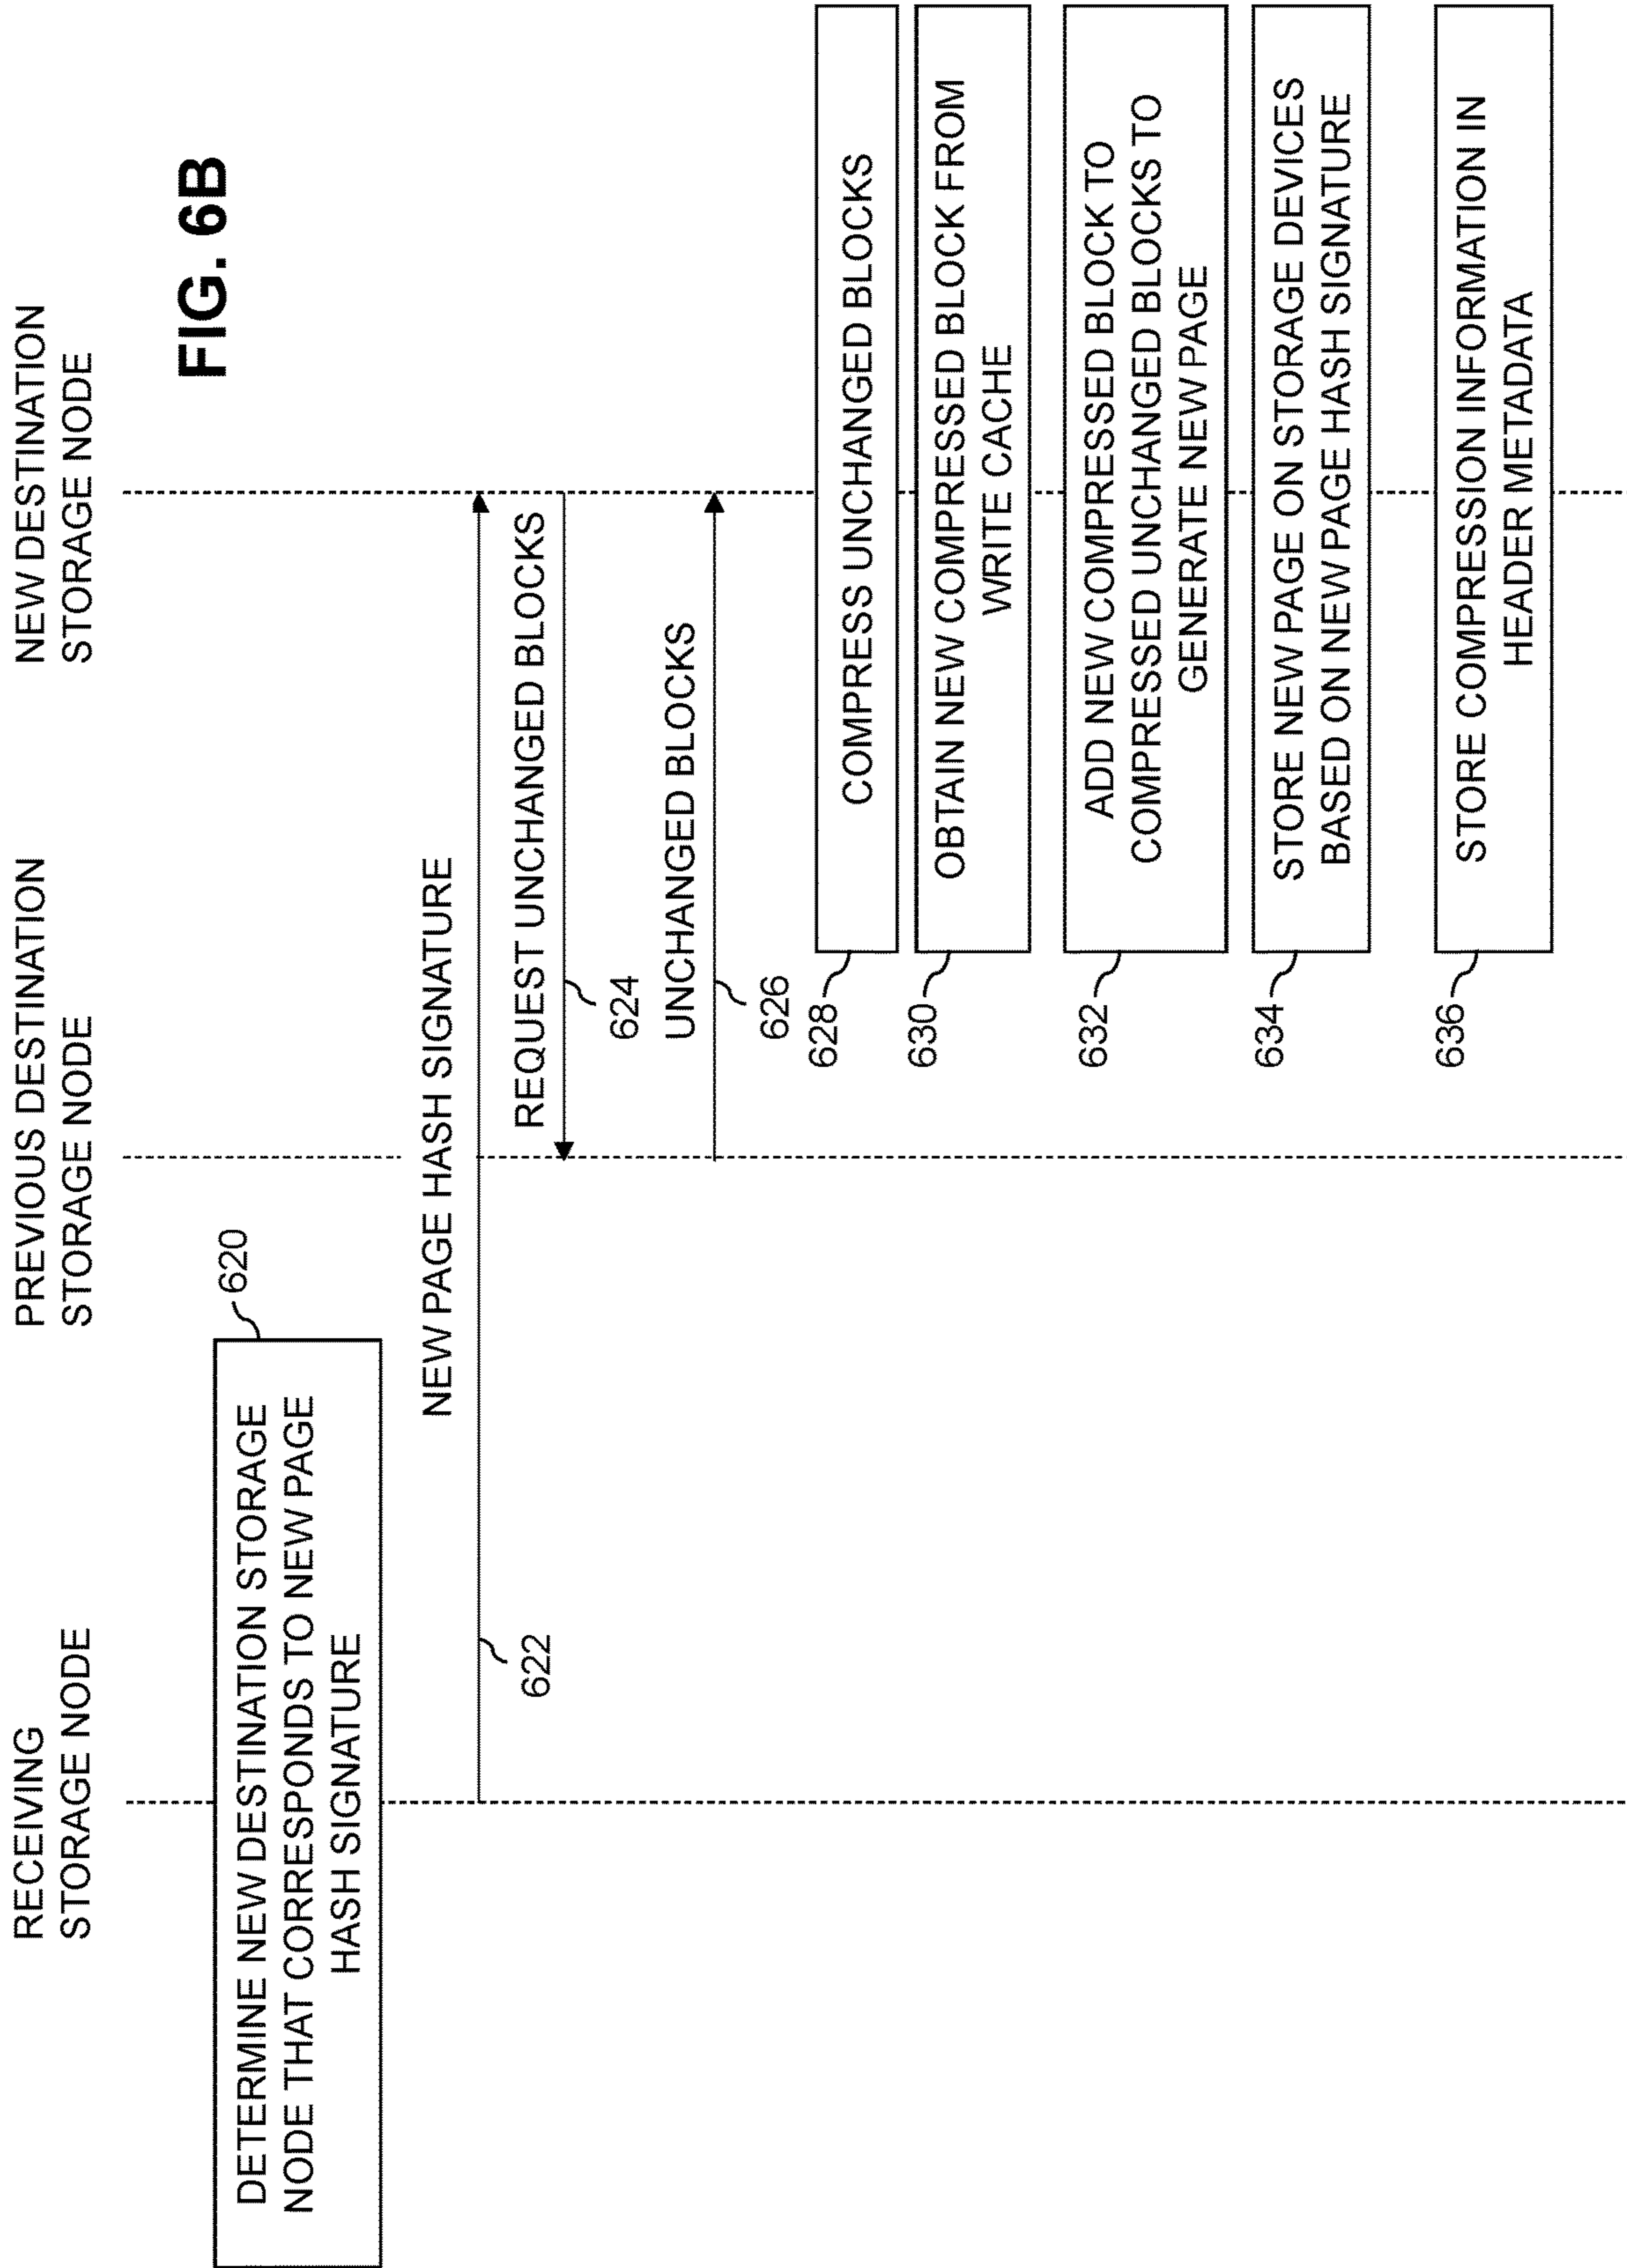 FIG. 6B
RECEIVING
STORAGE NODE
PREVIOUS DESTINATION
STORAGE NODE
NEW DESTINATION
STORAGE NODE
DETERMINE NEW DESTINATION STORAGE
NODE THAT CORRESPONDS TO NEW PAGE
HASH SIGNATURE
620
NEW PAGE HASH SIGNATURE
622
REQUEST UNCHANGED BLOCKS
624
UNCHANGED BLOCKS
626
628
COMPRESS UNCHANGED BLOCKS
630
OBTAIN NEW COMPRESSED BLOCK FROM
WRITE CACHE
632
ADD NEW COMPRESSED BLOCK TO
COMPRESSED UNCHANGED BLOCKS TO
GENERATE NEW PAGE
634
STORE NEW PAGE ON STORAGE DEVICES
BASED ON NEW PAGE HASH SIGNATURE
636
STORE COMPRESSION INFORMATION IN
HEADER METADATA